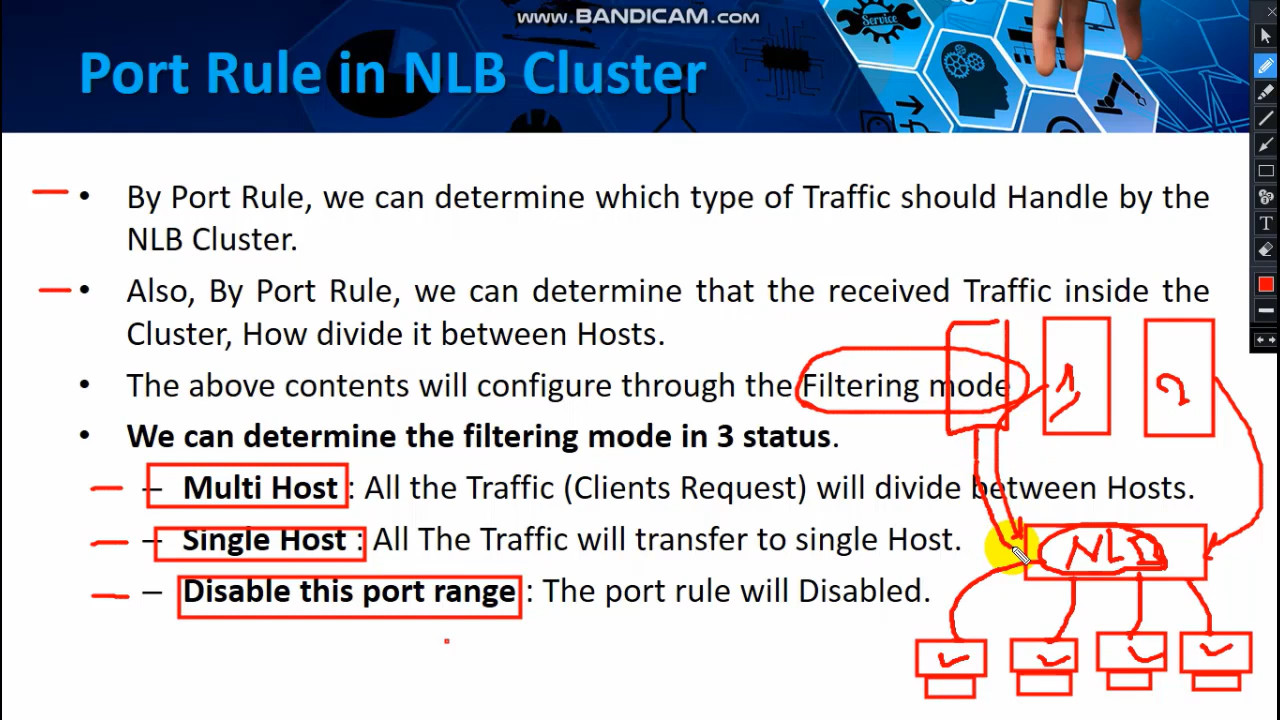 www.BANDICAM.com
Service
Port Rule in NLB Cluster
• By Port Rule, we can determine which type of Traffic should Handle by the
NLB Cluster.
• Also, By Port Rule, we can determine that the received Traffic inside the
Cluster, How divide it between Hosts.
• The above contents will configure through the Filtering mode
• We can determine the filtering mode in 3 status.
– Multi Host : All the Traffic (Clients Request) will divide between Hosts.
– Single Host : All The Traffic will transfer to single Host.
– Disable this port range : The port rule will Disabled.
1
2
NLB
T